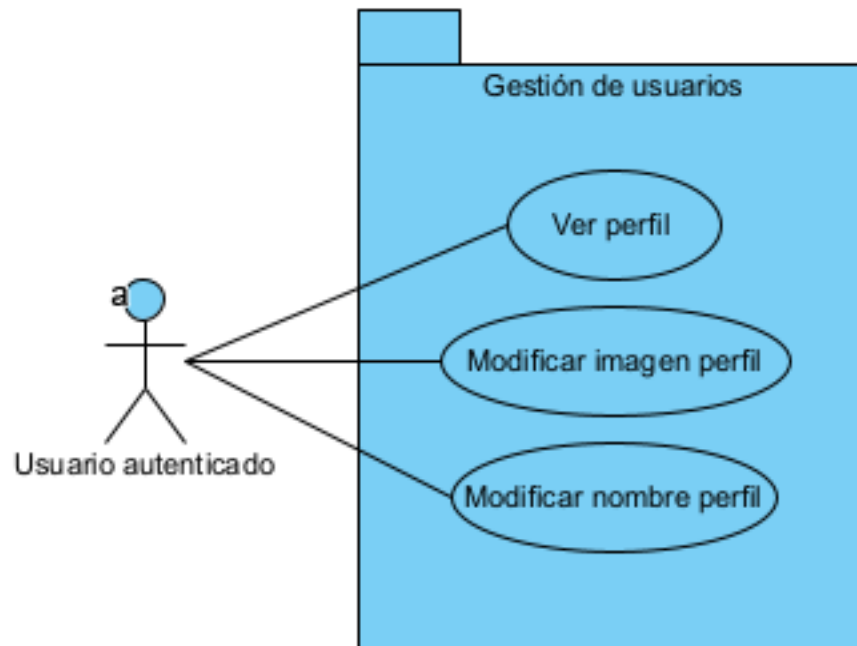 Gestión de usuarios
Ver perfil
a
Modificar imagen perfil
Usuario autenticado
Modificar nombre perfil